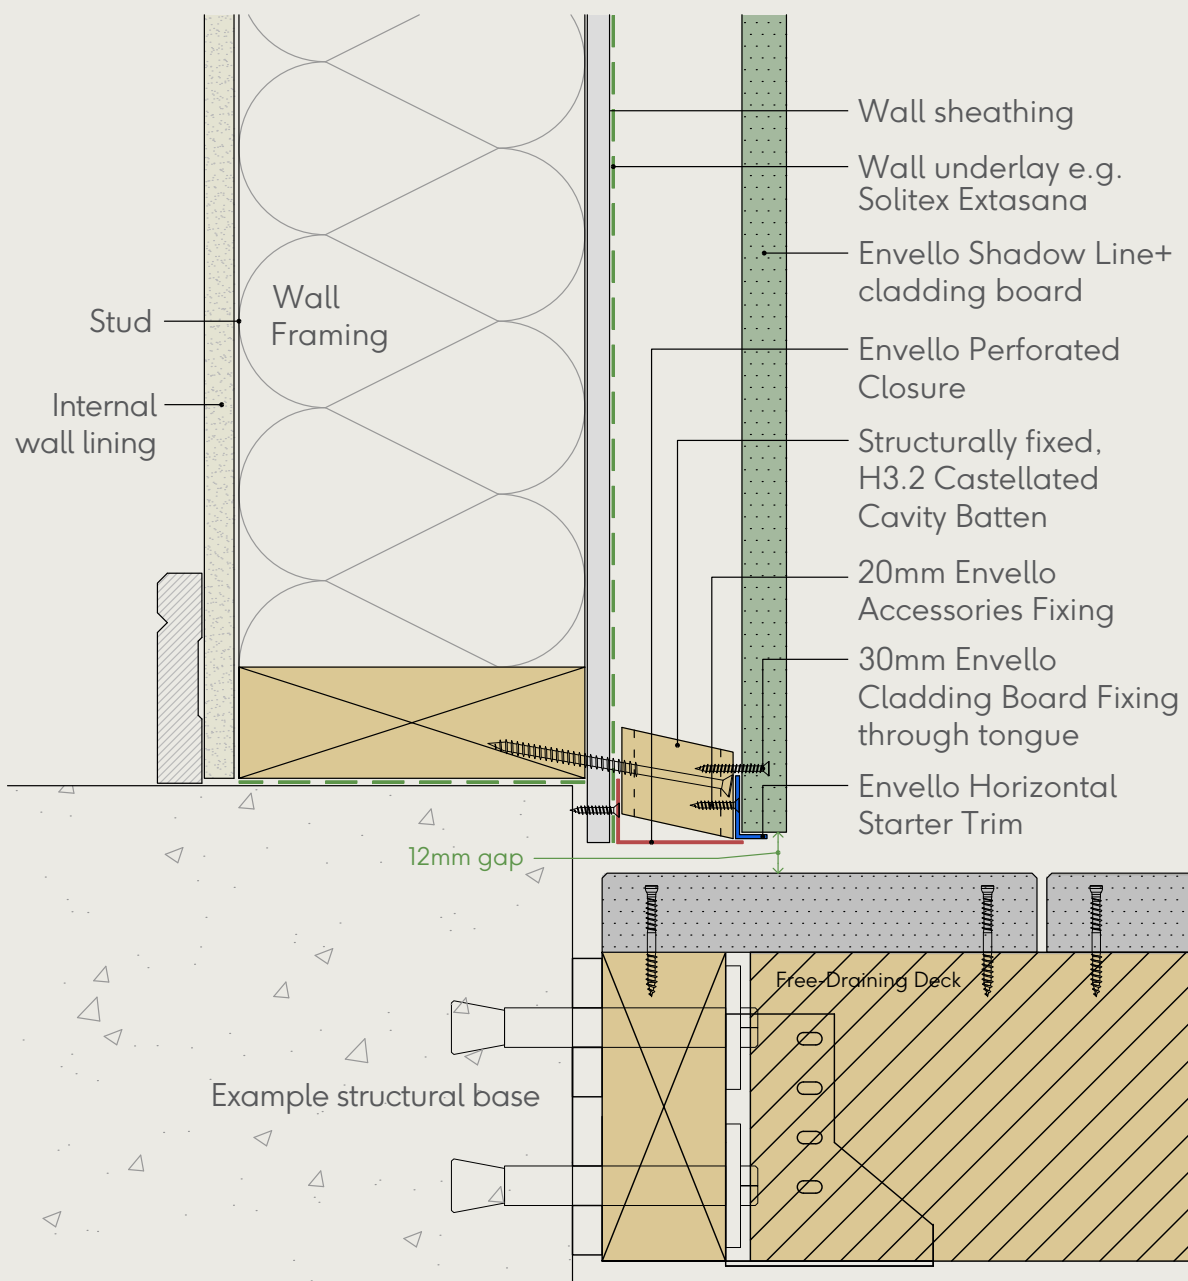 Wall sheathing
Wall underlay e.g.
Solitex Extasana
Envello Shadow Line+
cladding board
Stud
Wall
Framing
Envello Perforated
Closure
Internal
wall lining
Structurally fixed,
H3.2 Castellated
Cavity Batten
20mm Envello
Accessories Fixing
30mm Envello
Cladding Board Fixing
through tongue
Envello Horizontal
Starter Trim
12mm gap
Free-Draining Deck
Example structural base